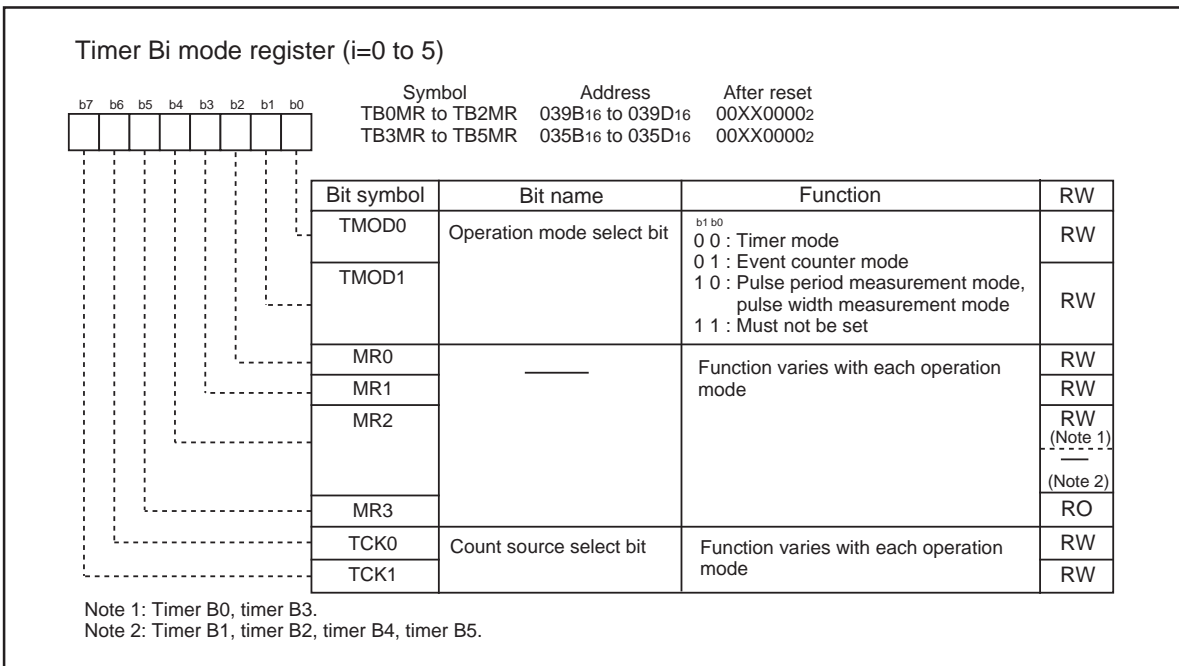 Timer Bi mode register (i=0 to 5)
Symbol Address After reset
TB0MR to TB2MR 039B16 to 039D16 00XX00002
TB3MR to TB5MR 035B16 to 035D16 00XX00002
b7 b6 b5 b4 b3 b2 b1 b0
Bit symbol Bit name Function RW
TMOD0 Operation mode select bit b1 b0 RW
0 0 : Timer mode
0 1 : Event counter mode
TMOD1 1 0 : Pulse period measurement mode, RW
pulse width measurement mode
1 1 : Must not be set
MR0 Function varies with each operation RW
MR1 mode RW
MR2 RW
(Note 1)
(Note 2)
MR3 RO
TCK0 Count source select bit Function varies with each operation RW
TCK1 mode RW
Note 1: Timer B0, timer B3.
Note 2: Timer B1, timer B2, timer B4, timer B5.